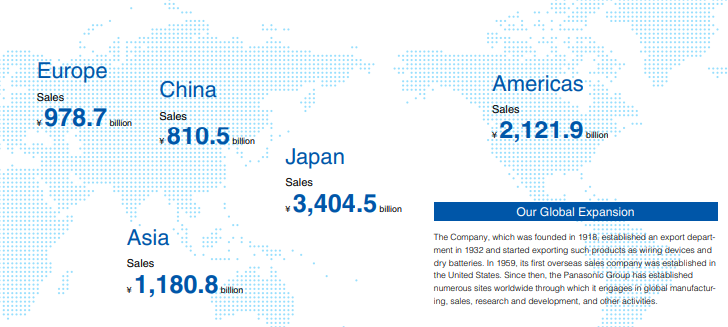 Europe
Sales
¥ 978.7 billion
China
Sales
¥ 810.5 billion
Japan
Sales
¥ 3,404.5 billion
Asia
Sales
¥ 1,180.8 billion
Americas
Sales
¥ 2,121.9 billion
Our Global Expansion
The Company, which was founded in 1918, established an export depart-
ment in 1932 and started exporting such products as wiring devices and
dry batteries. In 1959, its first overseas sales company was established in
the United States. Since then, the Panasonic Group has established
numerous sites worldwide through which it engages in global manufactur-
ing, sales, research and development, and other activities.